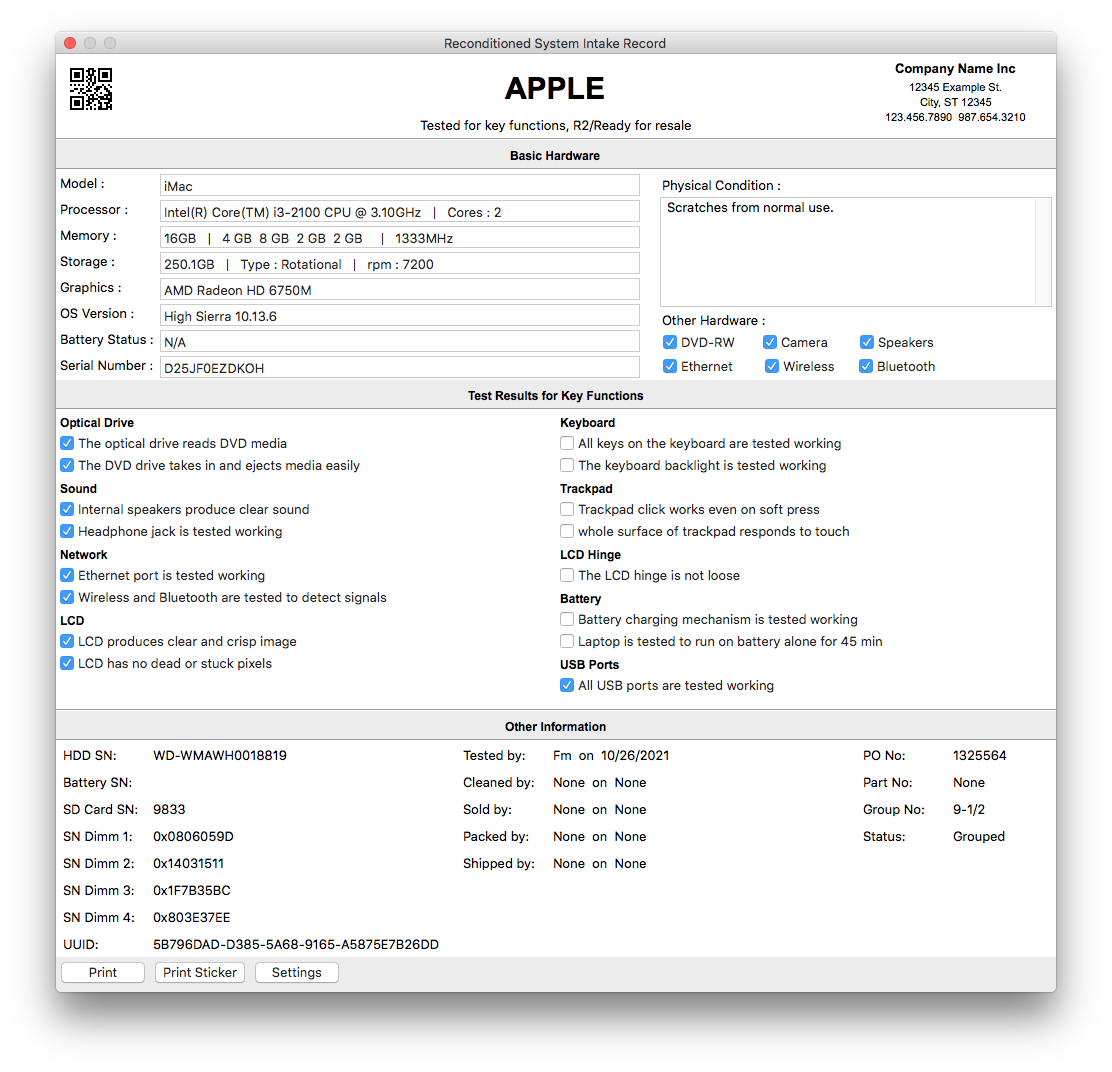 Reconditioned System Intake Record
APPLE
Tested for key functions, R2/Ready for resale
Company Name Inc
12345 Example St.
City, ST 12345
123.456.7890 987.654.3210
Basic Hardware
Model : iMac
Processor : Intel(R) Core(TM) i3-2100 CPU @ 3.10GHz | Cores : 2
Memory : 16GB | 4 GB 8 GB 2 GB 2 GB | 1333MHz
Storage : 250.1GB | Type : Rotational | rpm : 7200
Graphics : AMD Radeon HD 6750M
OS Version : High Sierra 10.13.6
Battery Status : N/A
Serial Number : D25JF0EZDKOH
Physical Condition :
Scratches from normal use.
Other Hardware :
DVD-RW Camera Speakers
Ethernet Wireless Bluetooth
Test Results for Key Functions
Optical Drive
The optical drive reads DVD media
The DVD drive takes in and ejects media easily
Sound
Internal speakers produce clear sound
Headphone jack is tested working
Network
Ethernet port is tested working
Wireless and Bluetooth are tested to detect signals
LCD
LCD produces clear and crisp image
LCD has no dead or stuck pixels
Keyboard
All keys on the keyboard are tested working
The keyboard backlight is tested working
Trackpad
Trackpad click works even on soft press
whole surface of trackpad responds to touch
LCD Hinge
The LCD hinge is not loose
Battery
Battery charging mechanism is tested working
Laptop is tested to run on battery alone for 45 min
USB Ports
All USB ports are tested working
Other Information
HDD SN: WD-WMAWH0018819
Battery SN:
SD Card SN: 9833
SN Dimm 1: 0x0806059D
SN Dimm 2: 0x14031511
SN Dimm 3: 0x1F7B35BC
SN Dimm 4: 0x803E37EE
UUID: 5B796DAD-D385-5A68-9165-A5875E7B26DD
Tested by: Fm on 10/26/2021
Cleaned by: None on None
Sold by: None on None
Packed by: None on None
Shipped by: None on None
PO No: 1325564
Part No: None
Group No: 9-1/2
Status: Grouped
Print Print Sticker Settings